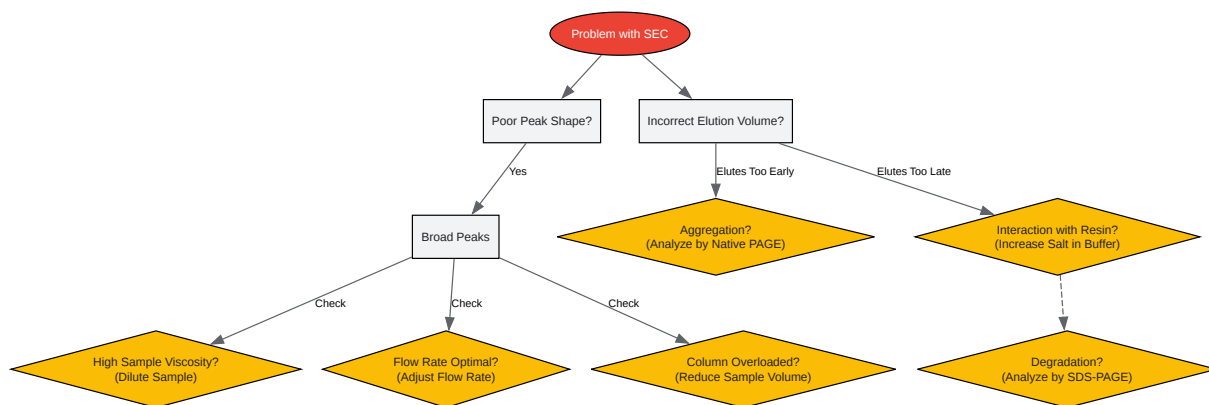 Problem with SEC
Poor Peak Shape?
Incorrect Elution Volume?
Yes
Elutes Too Early
Elutes Too Late
Broad Peaks
Aggregation?
(Analyze by Native PAGE)
Interaction with Resin?
(Increase Salt in Buffer)
Check
Check
Check
High Sample Viscosity?
(Dilute Sample)
Flow Rate Optimal?
(Adjust Flow Rate)
Column Overloaded?
(Reduce Sample Volume)
Degradation?
(Analyze by SDS-PAGE)